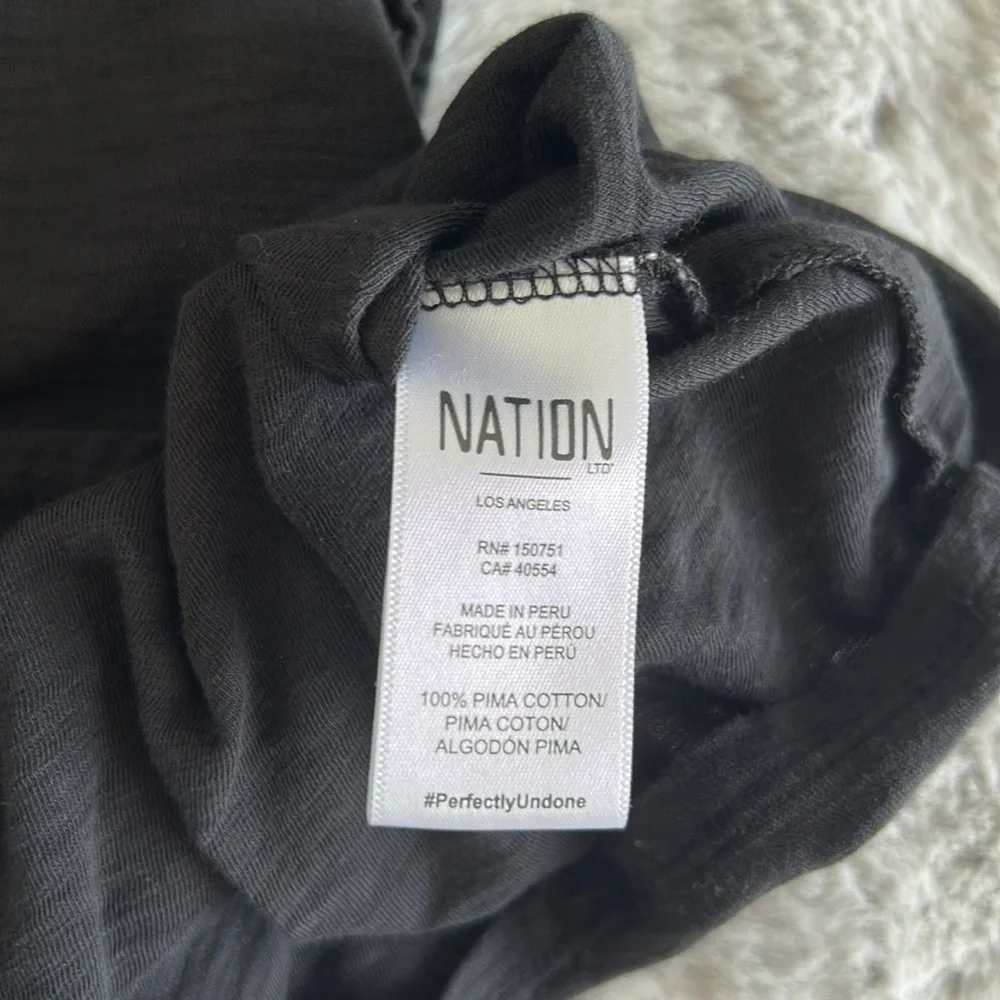 NATION
LTD
LOS ANGELES
RN# 150751
CA# 40554
MADE IN PERU
FABRIQUÉ AU PÉROU
HECHO EN PERÚ
100% PIMA COTTON/
PIMA COTON/
ALGODÓN PIMA
#PerfectlyUndone